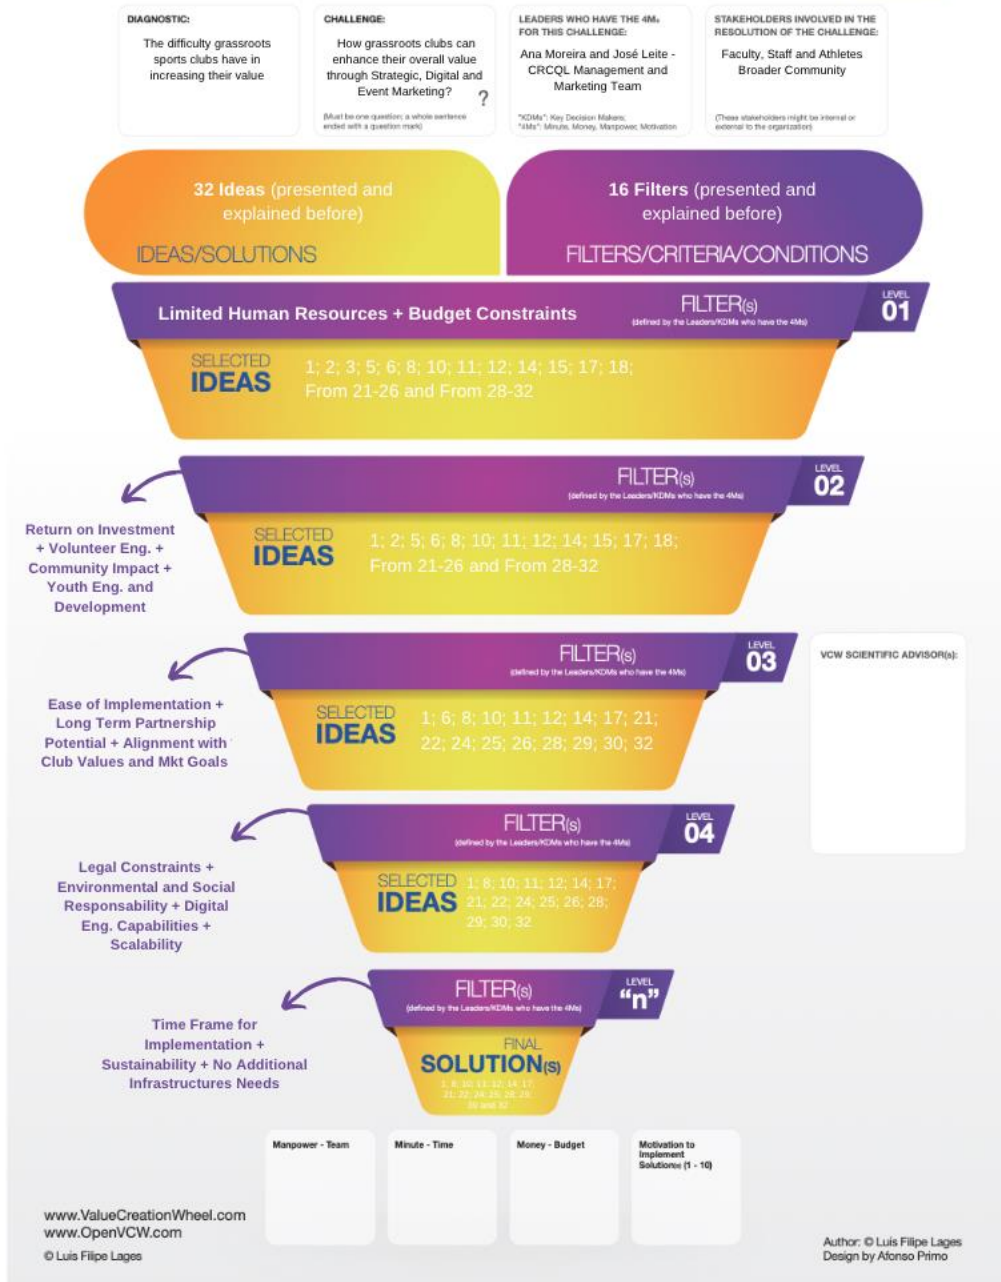 DIAGNOSTIC:
The difficulty grassroots
sports clubs have in
increasing their value
CHALLENGE:
How grassroots clubs can
enhance their overall value
through Strategic, Digital and
Event Marketing?
?
(Must be one question; a whole sentence
ended with a question mark)
LEADERS WHO HAVE THE 4Ms
FOR THIS CHALLENGE:
Ana Moreira and José Leite -
CRCQL Management and
Marketing Team
"KDMs": Key Decision Makers;
"4Ms": Minute, Money, Manpower, Motivation
STAKEHOLDERS INVOLVED IN THE
RESOLUTION OF THE CHALLENGE:
Faculty, Staff and Athletes
Broader Community
(These stakeholders might be internal or
external to the organization)
32 Ideas (presented and
explained before)
IDEAS/SOLUTIONS
16 Filters (presented and
explained before)
FILTERS/CRITERIA/CONDITIONS
Limited Human Resources + Budget Constraints
FILTER(s)
(defined by the Leaders/KDMs who have the 4Ms)
LEVEL
01
SELECTED
IDEAS
1; 2; 3; 5; 6; 8; 10; 11; 12; 14; 15; 17; 18;
From 21-26 and From 28-32
FILTER(s)
(defined by the Leaders/KDMs who have the 4Ms)
LEVEL
02
Return on Investment
+ Volunteer Eng. +
Community Impact +
Youth Eng. and
Development
SELECTED
IDEAS
1; 2; 5; 6; 8; 10; 11; 12; 14; 15; 17; 18;
From 21-26 and From 28-32
FILTER(s)
(defined by the Leaders/KDMs who have the 4Ms)
LEVEL
03
VCW SCIENTIFIC ADVISOR(s):
Ease of Implementation +
Long Term Partnership
Potential + Alignment with
Club Values and Mkt Goals
SELECTED
IDEAS
1; 6; 8; 10; 11; 12; 14; 17; 21;
22; 24; 25; 26; 28; 29; 30; 32
FILTER(s)
(defined by the Leaders/KDMs who have the 4Ms)
LEVEL
04
Legal Constraints +
Environmental and Social
Responsability + Digital
Eng. Capabilities +
Scalability
SELECTED
IDEAS
1; 8; 10; 11; 12; 14; 17;
21; 22; 24; 25; 26; 28;
29; 30; 32
FILTER(s)
(defined by the Leaders/KDMs who have the 4Ms)
LEVEL
"n"
Time Frame for
Implementation +
Sustainability + No Additional
Infrastructures Needs
FINAL
SOLUTION(S)
Manpower - Team
Minute - Time
Money - Budget
Motivation to
Implement
Solution(s) (1 - 10)
www.ValueCreationWheel.com
www.OpenVCW.com
© Luis Filipe Lages
Author: © Luis Filipe Lages
Design by Afonso Primo